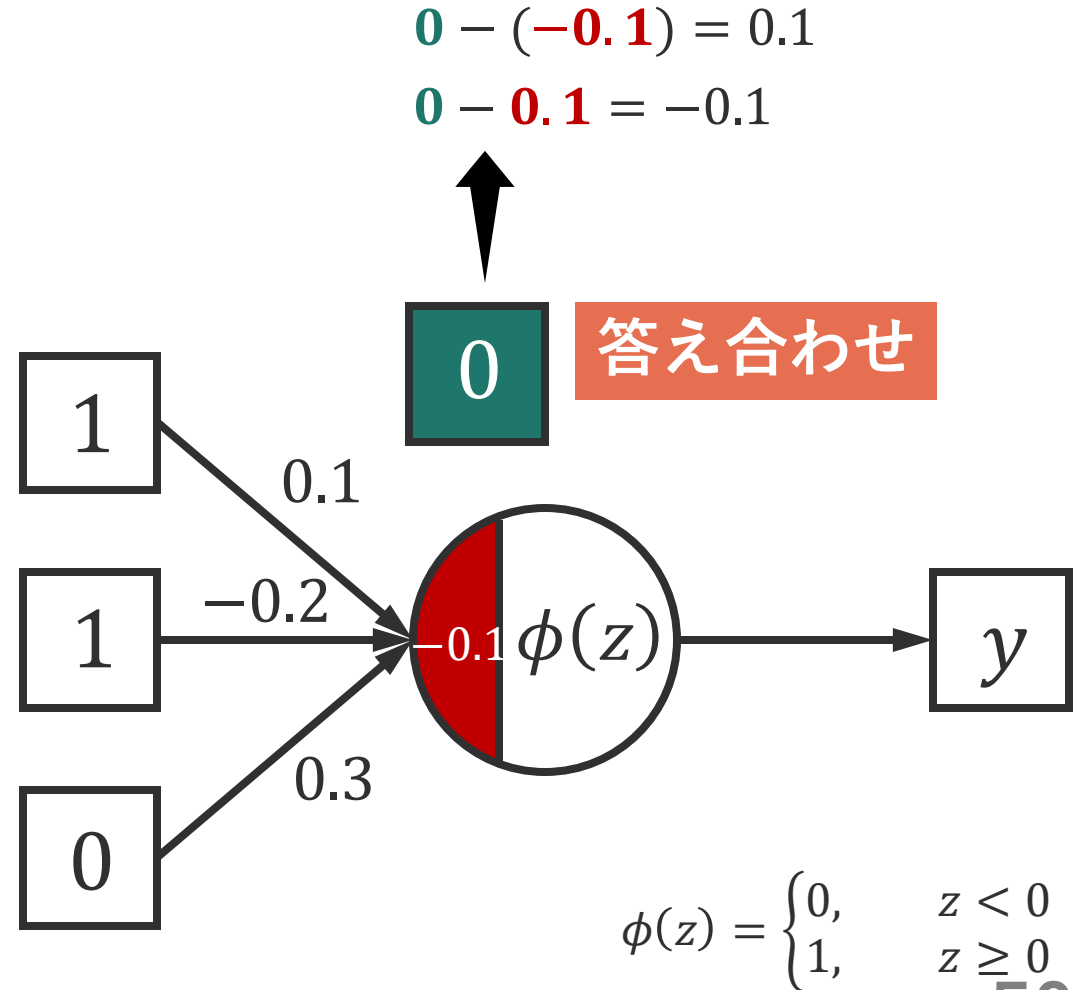 0 − (−0.1) = 0.1
0 − 0.1 = −0.1
0
答え合わせ
1
0.1
1
−0.2
−0.1
ϕ(z)
y
0.3
0
ϕ(z) = {0, z < 0
1, z ≥ 0